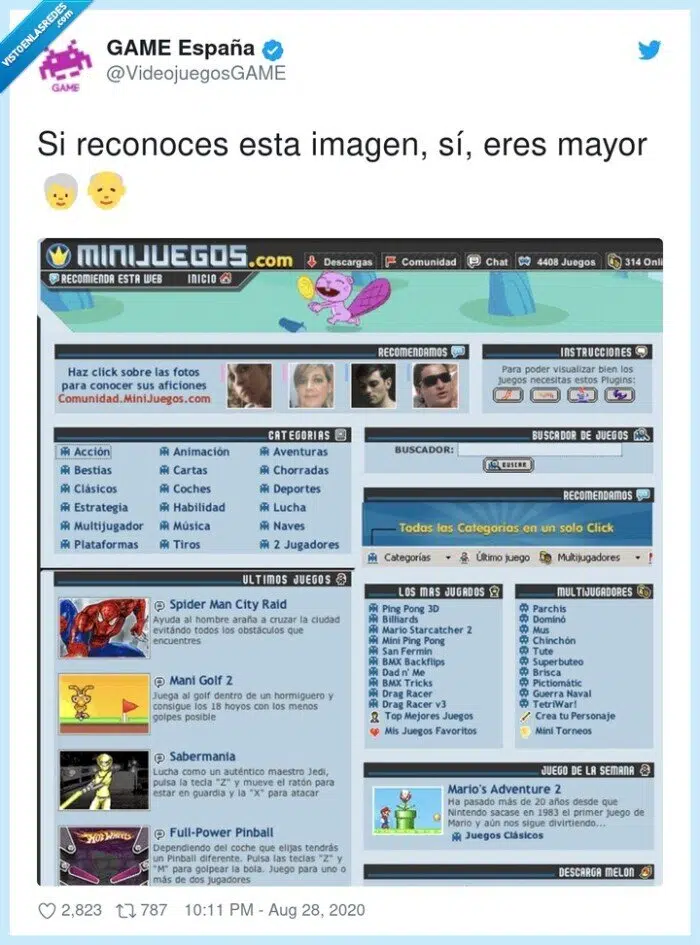 VISTOENLASREDES
.com
GAME
GAME España
@VideojuegosGAME
Si reconoces esta imagen, sí, eres mayor
MINIJUEGOS.com
Descargas
Comunidad
Chat
4408 Juegos
314 Onli
RECOMIENDA ESTA WEB
INICIO
RECOMENDAMOS
Haz click sobre las fotos
para conocer sus aficiones
Comunidad.MiniJuegos.com
INSTRUCCIONES
Para poder visualizar bien los
juegos necesitas estos Plugins:
CATEGORIAS
Acción Animación Aventuras
Bestias Cartas Chorradas
Clásicos Coches Deportes
Estrategia Habilidad Lucha
Multijugador Música Naves
Plataformas Tiros 2 Jugadores
BUSCADOR DE JUEGOS
BUSCADOR:
BUSCAR
RECOMENDAMOS
Todas las Categorias en un solo Click
Categorías Último juego Multijugadores
ULTIMOS JUEGOS
Spider Man City Raid
Ayuda al hombre araña a cruzar la ciudad
evitándo todos los obstáculos que
encuentres
Mani Golf 2
Juega al golf dentro de un hormiguero y
consigue los 18 hoyos con los menos
golpes posible
Sabermania
Lucha como un auténtico maestro Jedi,
pulsa la tecla "Z" y mueve el ratón para
estar en guardia y la "X" para atacar
HOT WHEELS
Full-Power Pinball
Dependiendo del coche que elijas tendrás
un Pinball diferente. Pulsa las teclas "Z" y
"M" para golpear la bola. Juego para uno o
más de dos jugadores
LOS MAS JUGADOS
Ping Pong 3D
Billiards
Mario Starcatcher 2
Mini Ping Pong
San Fermin
BMX Backflips
Dad n' Me
BMX Tricks
Drag Racer
Drag Racer v3
Top Mejores Juegos
Mis Juegos Favoritos
MULTIJUGADORES
Parchis
Dominó
Mus
Chinchón
Tute
Superbuteo
Brisca
Pictiomatic
Guerra Naval
TetriWar!
Crea tu Personaje
Mini Torneos
JUEGO DE LA SEMANA
Mario's Adventure 2
Ha pasado más de 20 años desde que
Nintendo sacase en 1983 el primer juego de
Mario y aún nos sigue divirtiendo...
Juegos Clásicos
DESCARGA MELON
2,823 787 10:11 PM - Aug 28, 2020